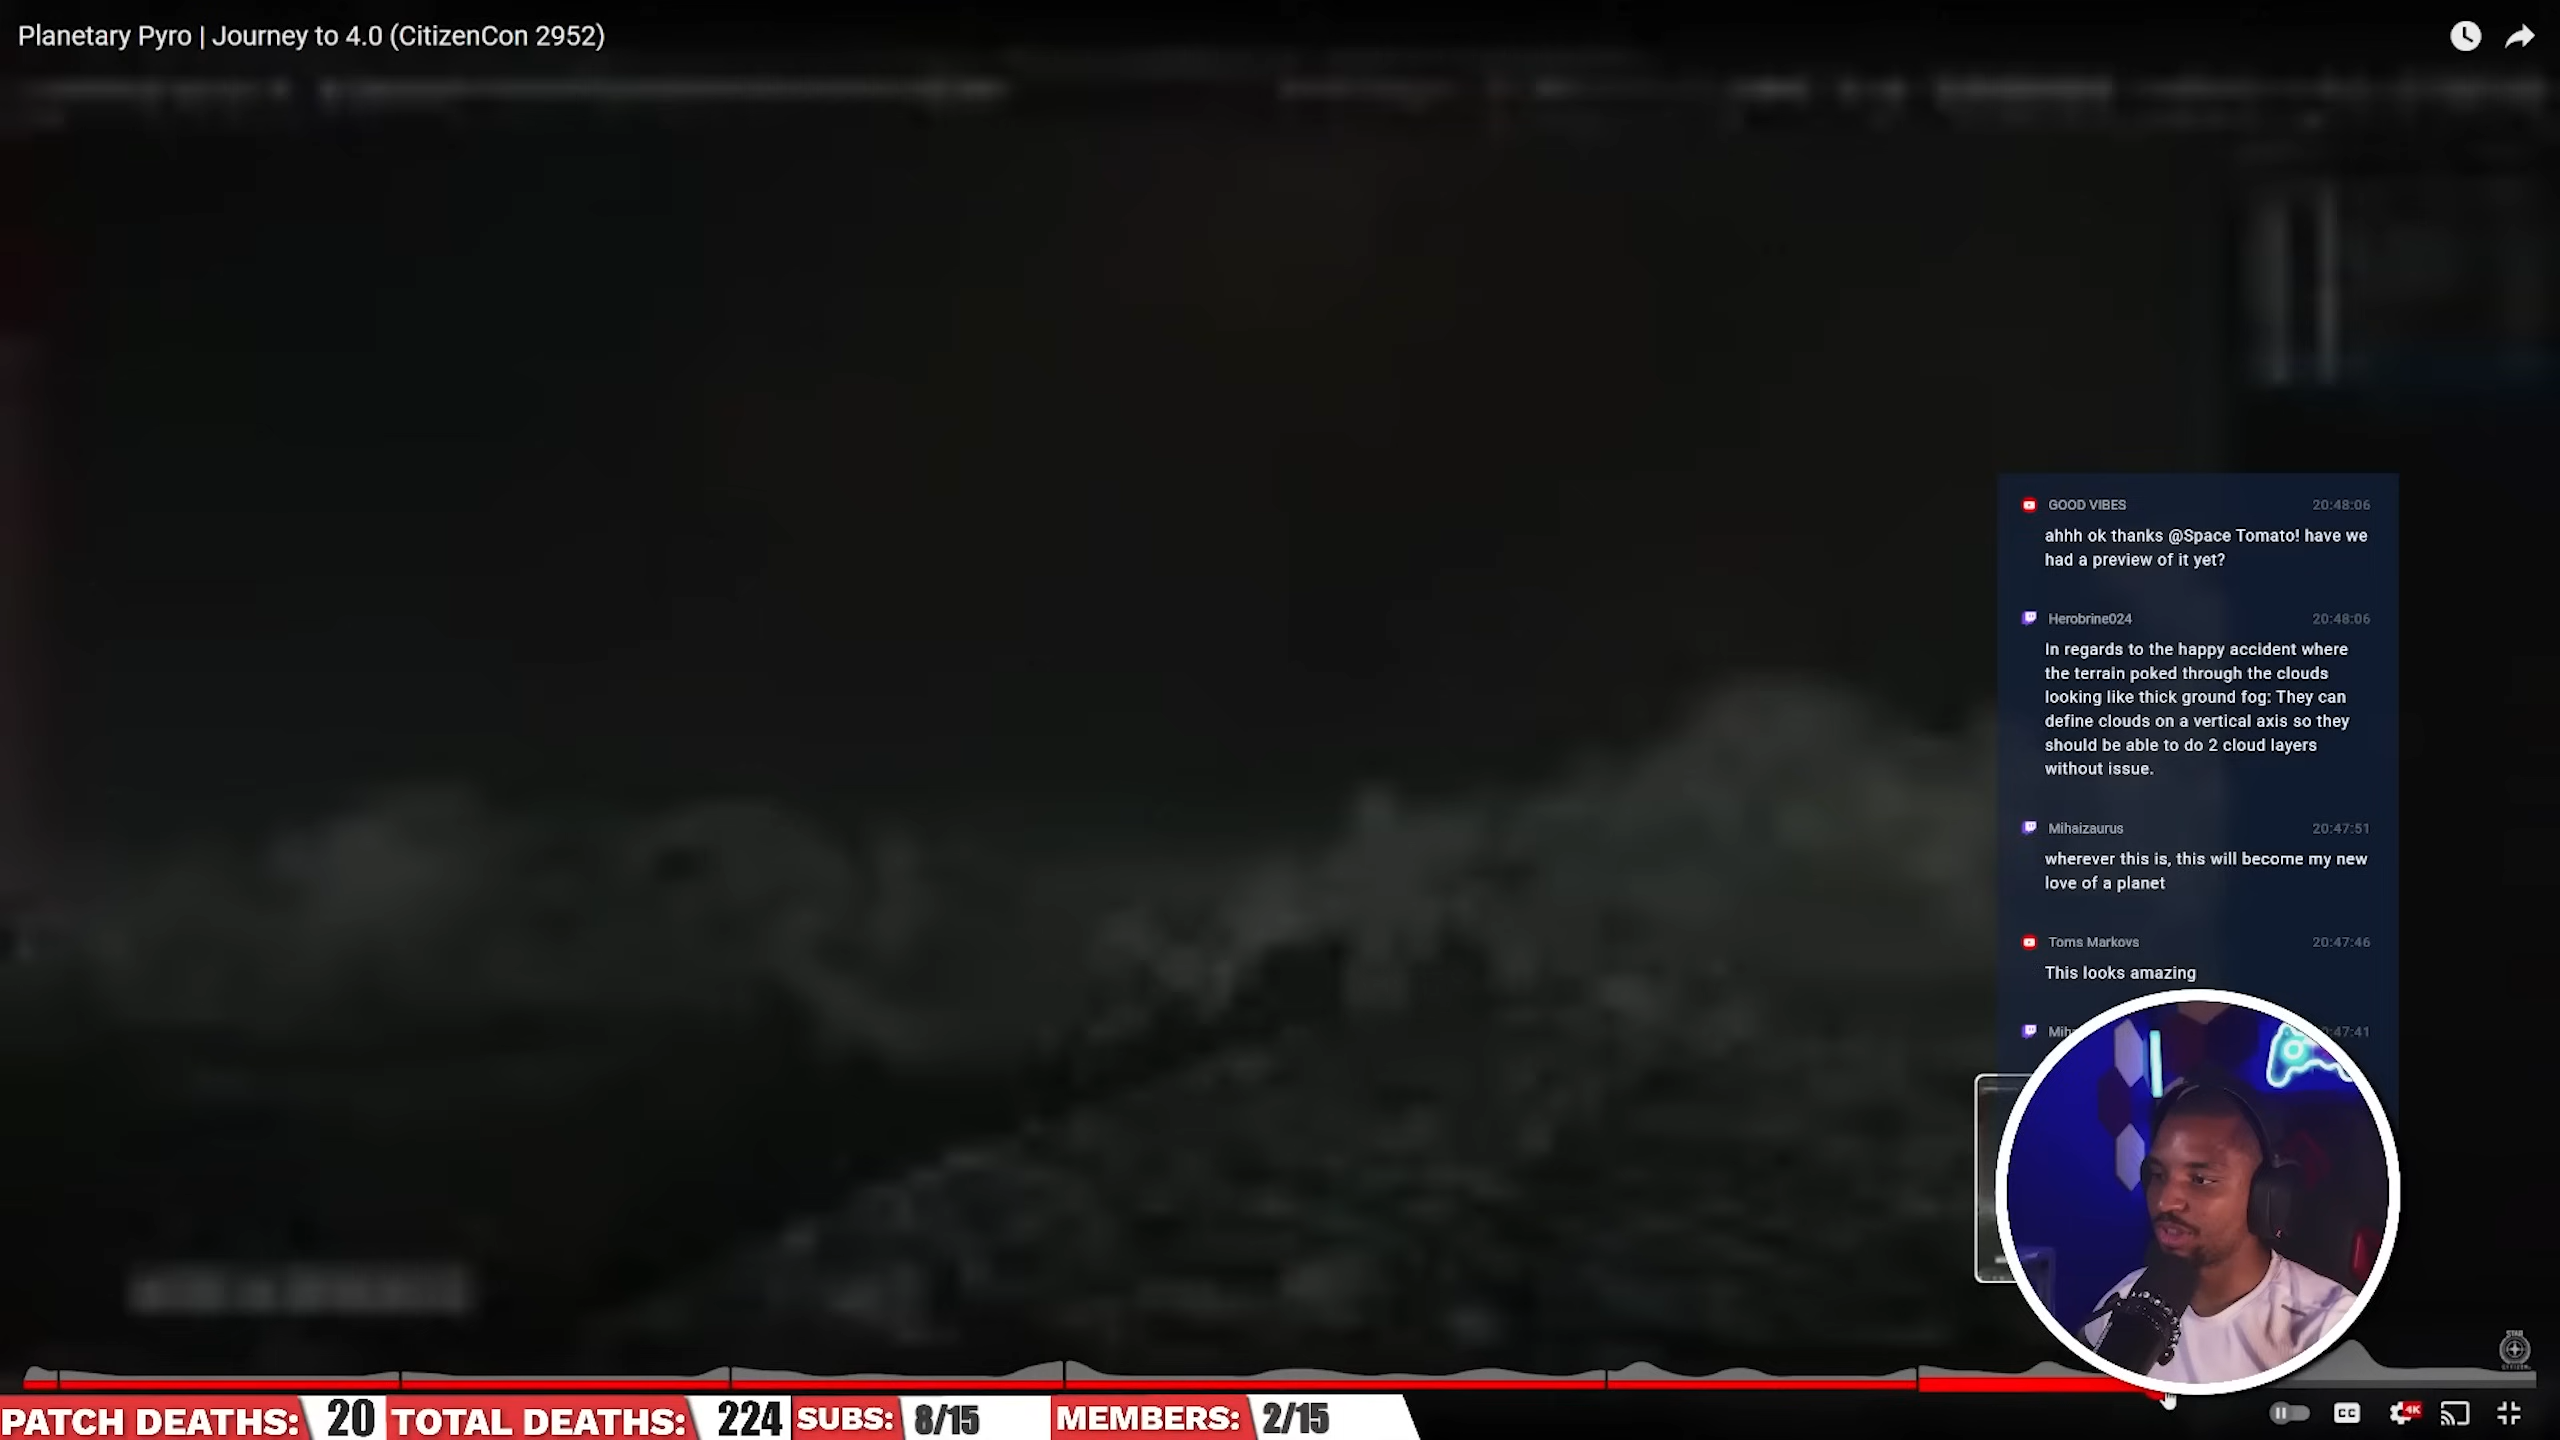 Planetary Pyro | Journey to 4.0 (CitizenCon 2952)
GOOD VIBES 20:48:06
ahhh ok thanks @Space Tomato! have we
had a preview of it yet?
Herobrine024 20:48:06
In regards to the happy accident where
the terrain poked through the clouds
looking like thick ground fog: They can
define clouds on a vertical axis so they
should be able to do 2 cloud layers
without issue.
Mihaizaurus 20:47:51
wherever this is, this will become my new
love of a planet
Toms Markovs 20:47:46
This looks amazing
PATCH DEATHS: 20 TOTAL DEATHS: 224 SUBS: 8/15 MEMBERS: 2/15
CC
4K